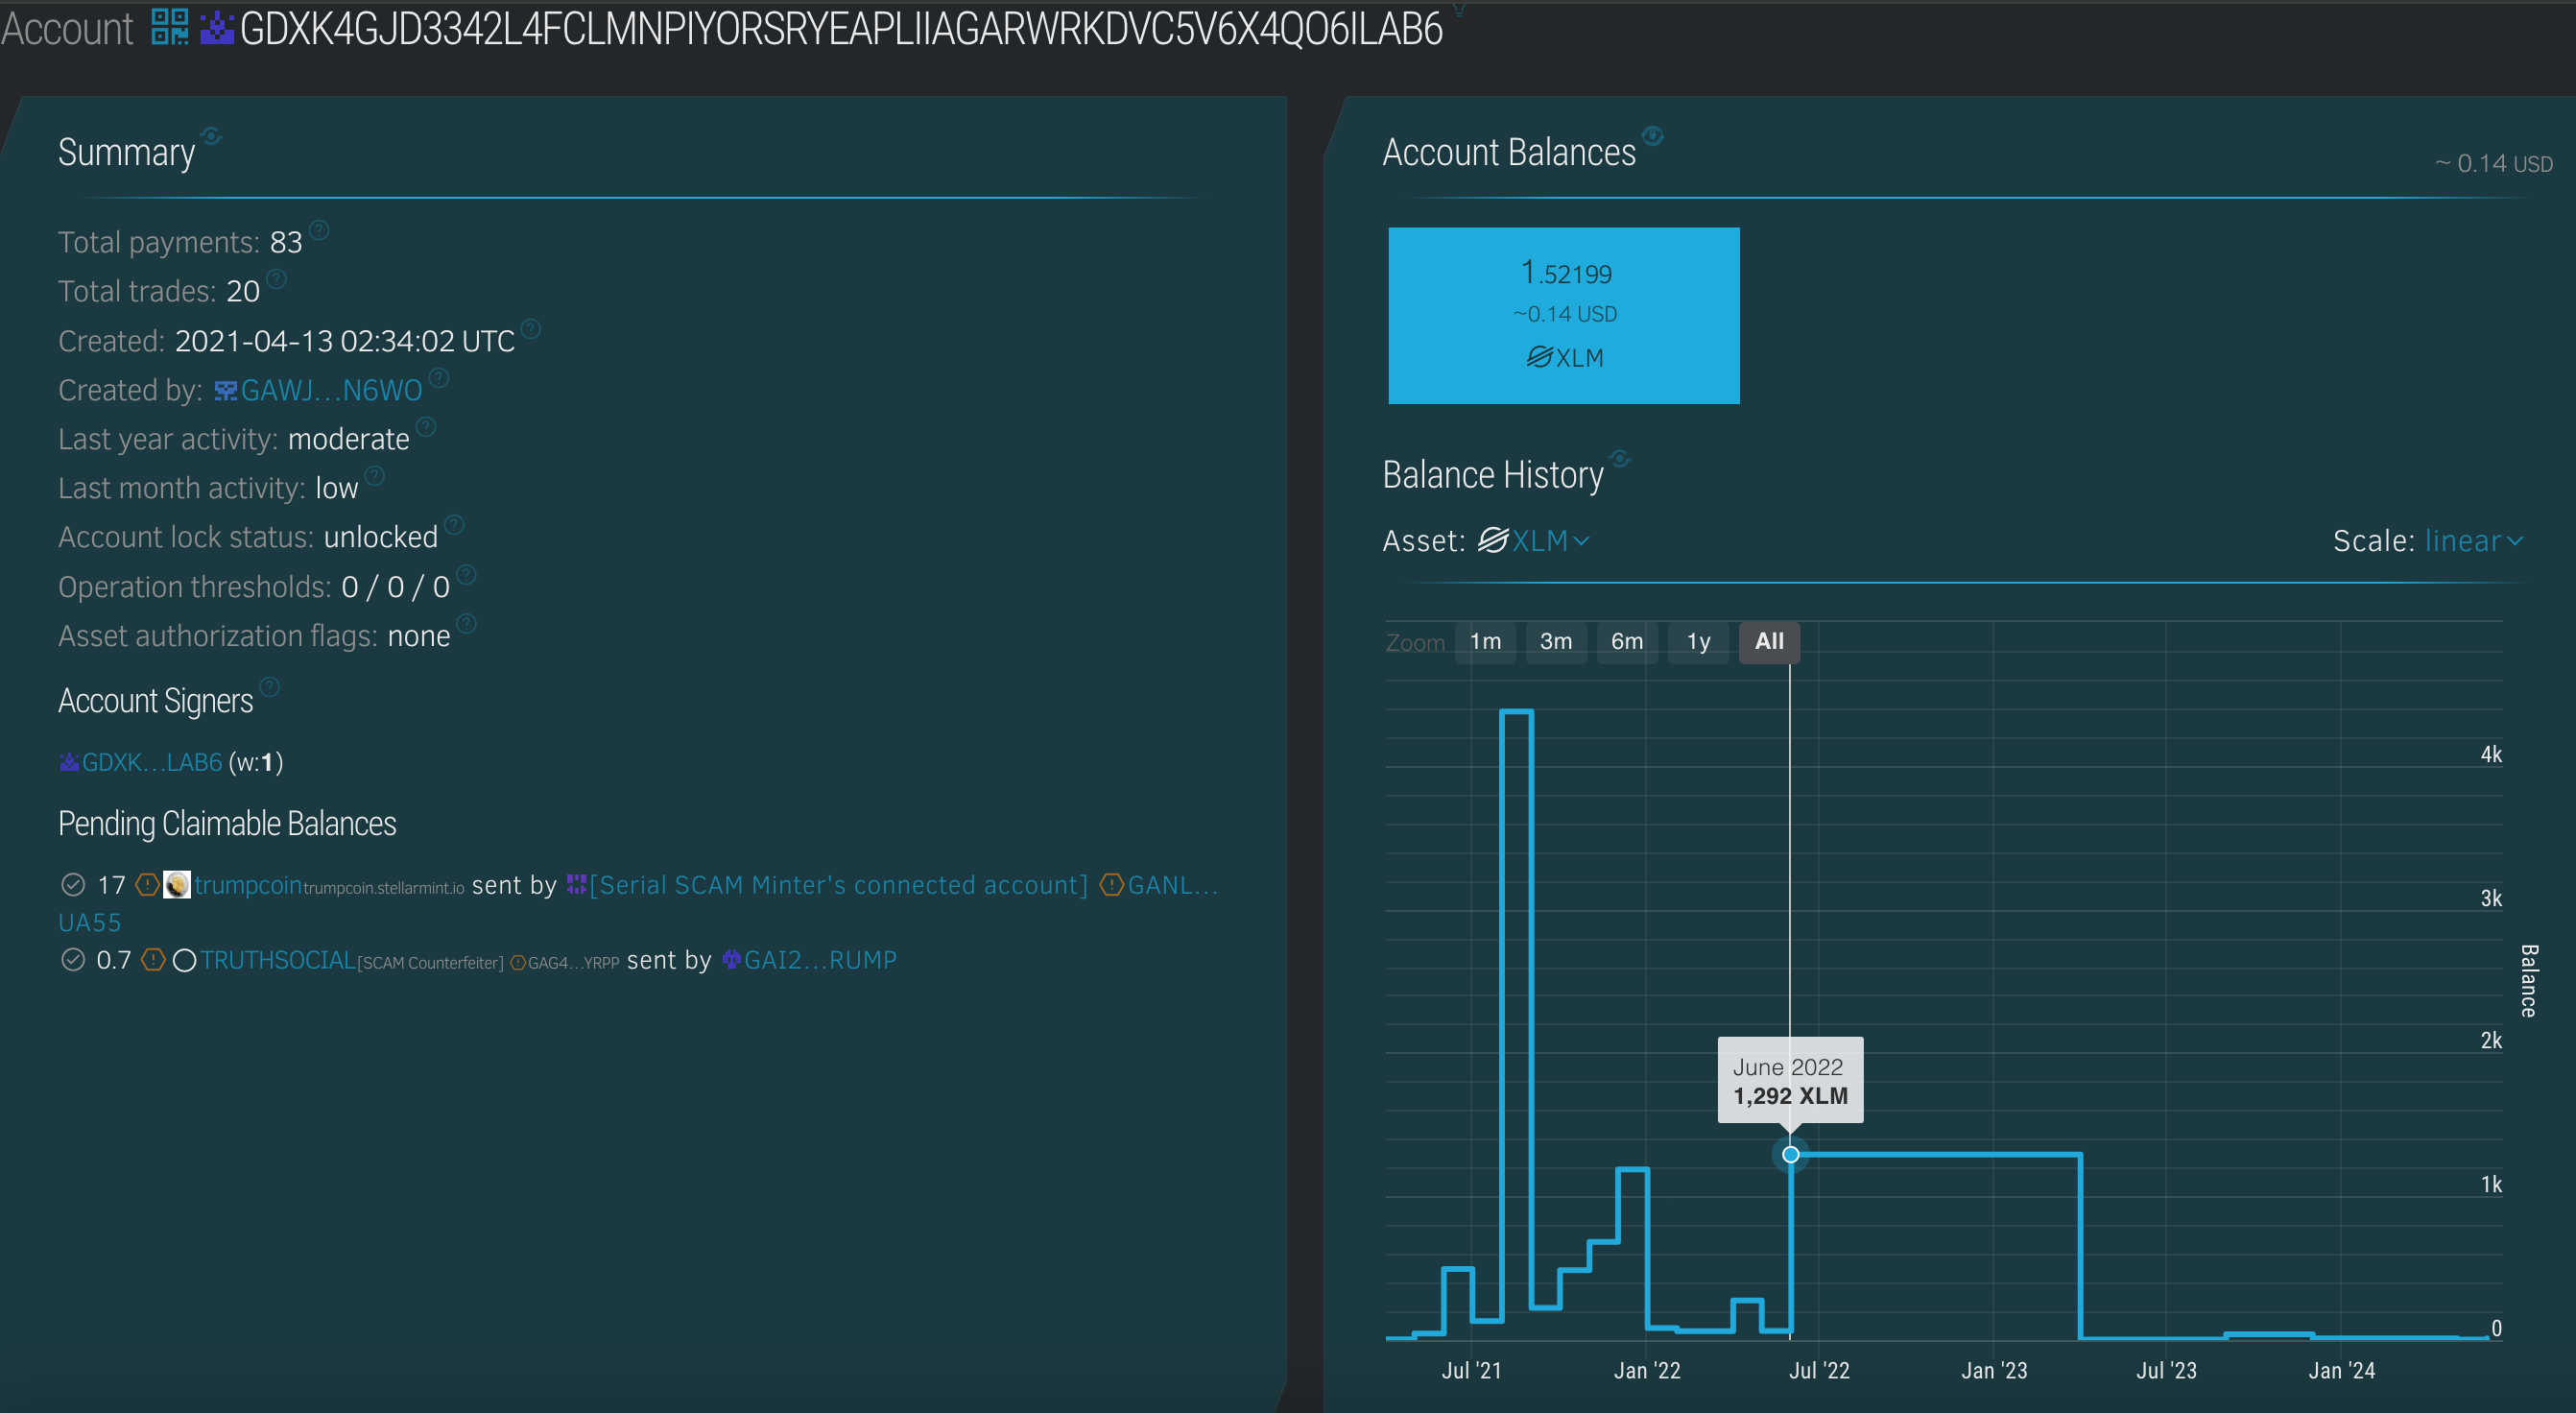 Account GDXK4GJD3342L4FCLMNPIYORSRYEAPLIIAGARWRKDVC5V6X4QO6ILAB6
Summary
Total payments: 83
Total trades: 20
Created: 2021-04-13 02:34:02 UTC
Created by: GAWJ…N6WO
Last year activity: moderate
Last month activity: low
Account lock status: unlocked
Operation thresholds: 0 / 0 / 0
Asset authorization flags: none
Account Signers
GDXK…LAB6 (w:1)
Pending Claimable Balances
17 trumpcoin trumpcoin.stellarmint.io sent by [Serial SCAM Minter's connected account] GANL…
UA55
0.7 TRUTHSOCIAL [SCAM Counterfeiter] GAG4…YRPP sent by GAI2…RUMP
Account Balances
~ 0.14 USD
1.52199
~0.14 USD
XLM
Balance History
Asset: XLM
Scale: linear
Zoom 1m 3m 6m 1y All
4k
3k
2k
1k
0
Balance
June 2022
1,292 XLM
Jul '21 Jan '22 Jul '22 Jan '23 Jul '23 Jan '24